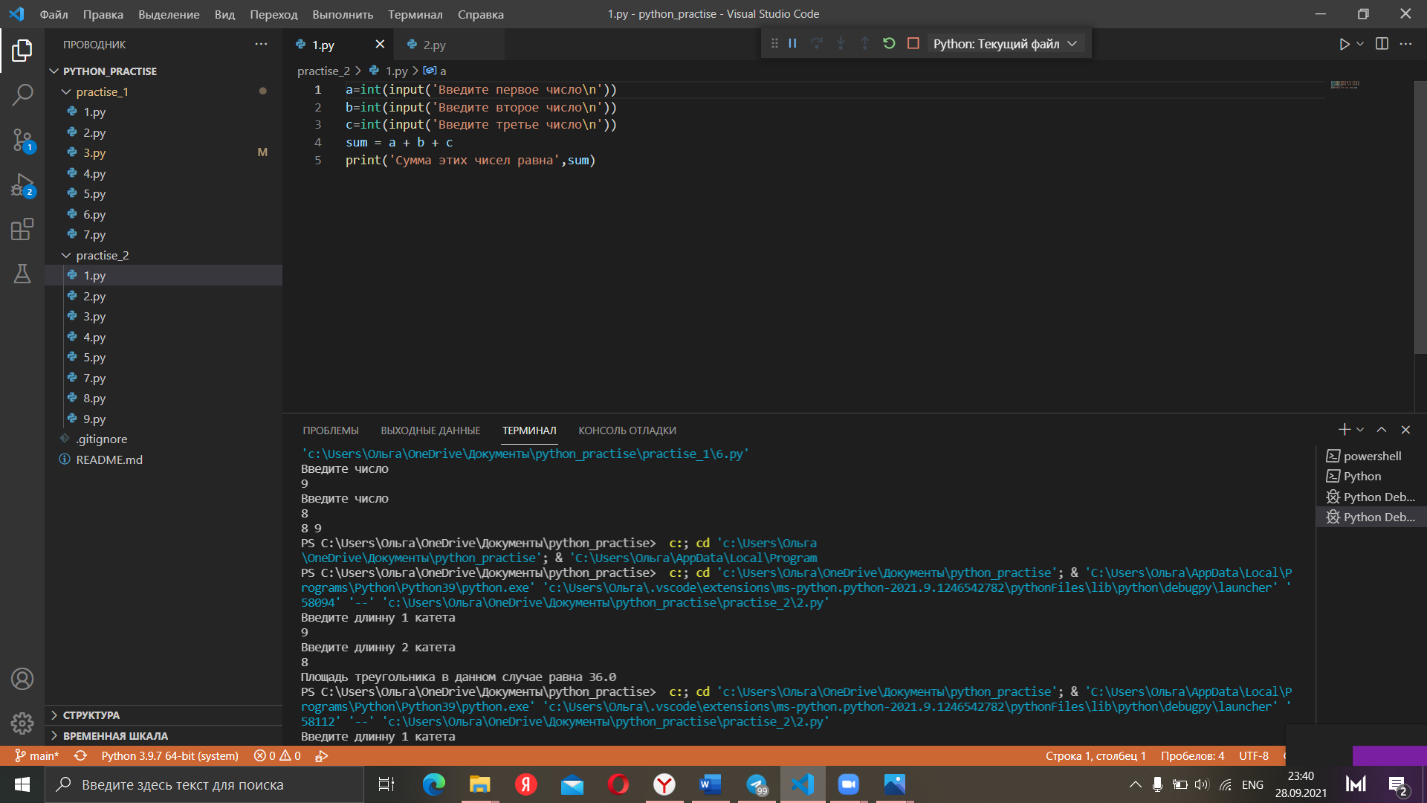 Файл Правка Выделение Вид Переход Выполнить Терминал Справка 1.py - python_practise - Visual Studio Code
ПРОВОДНИК
1.py 2.py
Python: Текущий файл
PYTHON_PRACTISE
practise_1
1.py
2.py
3.py M
4.py
5.py
6.py
7.py
practise_2
1.py
2.py
3.py
4.py
5.py
7.py
8.py
9.py
.gitignore
README.md
СТРУКТУРА
ВРЕМЕННАЯ ШКАЛА
1
2
practise_2 > 1.py > a
1 a=int(input('Введите первое число\n'))
2 b=int(input('Введите второе число\n'))
3 c=int(input('Введите третье число\n'))
4 sum = a + b + c
5 print('Сумма этих чисел равна',sum)
ПРОБЛЕМЫ ВЫХОДНЫЕ ДАННЫЕ ТЕРМИНАЛ КОНСОЛЬ ОТЛАДКИ
'c:\Users\Ольга\OneDrive\Документы\python_practise\practise_1\6.py'
Введите число
9
Введите число
8
8 9
PS C:\Users\Ольга\OneDrive\Документы\python_practise> c:; cd 'c:\Users\Ольга
\OneDrive\Документы\python_practise'; & 'C:\Users\Ольга\AppData\Local\Program
PS C:\Users\Ольга\OneDrive\Документы\python_practise> c:; cd 'c:\Users\Ольга\OneDrive\Документы\python_practise'; & 'C:\Users\Ольга\AppData\Local\P
rograms\Python\Python39\python.exe' 'c:\Users\Ольга\.vscode\extensions\ms-python.python-2021.9.1246542782\pythonFiles\lib\python\debugpy\launcher' '
58094' '--' 'c:\Users\Ольга\OneDrive\Документы\python_practise\practise_2\2.py'
Введите длинну 1 катета
9
Введите длинну 2 катета
8
Площадь треугольника в данном случае равна 36.0
PS C:\Users\Ольга\OneDrive\Документы\python_practise> c:; cd 'c:\Users\Ольга\OneDrive\Документы\python_practise'; & 'C:\Users\Ольга\AppData\Local\P
rograms\Python\Python39\python.exe' 'c:\Users\Ольга\.vscode\extensions\ms-python.python-2021.9.1246542782\pythonFiles\lib\python\debugpy\launcher' '
58112' '--' 'c:\Users\Ольга\OneDrive\Документы\python_practise\practise_2\2.py'
Введите длинну 1 катета
powershell
Python
Python Deb...
Python Deb...
main* Python 3.9.7 64-bit (system) 0 0 Строка 1, столбец 1 Пробелов: 4 UTF-8
Введите здесь текст для поиска
99
ENG
23:40
28.09.2021
2